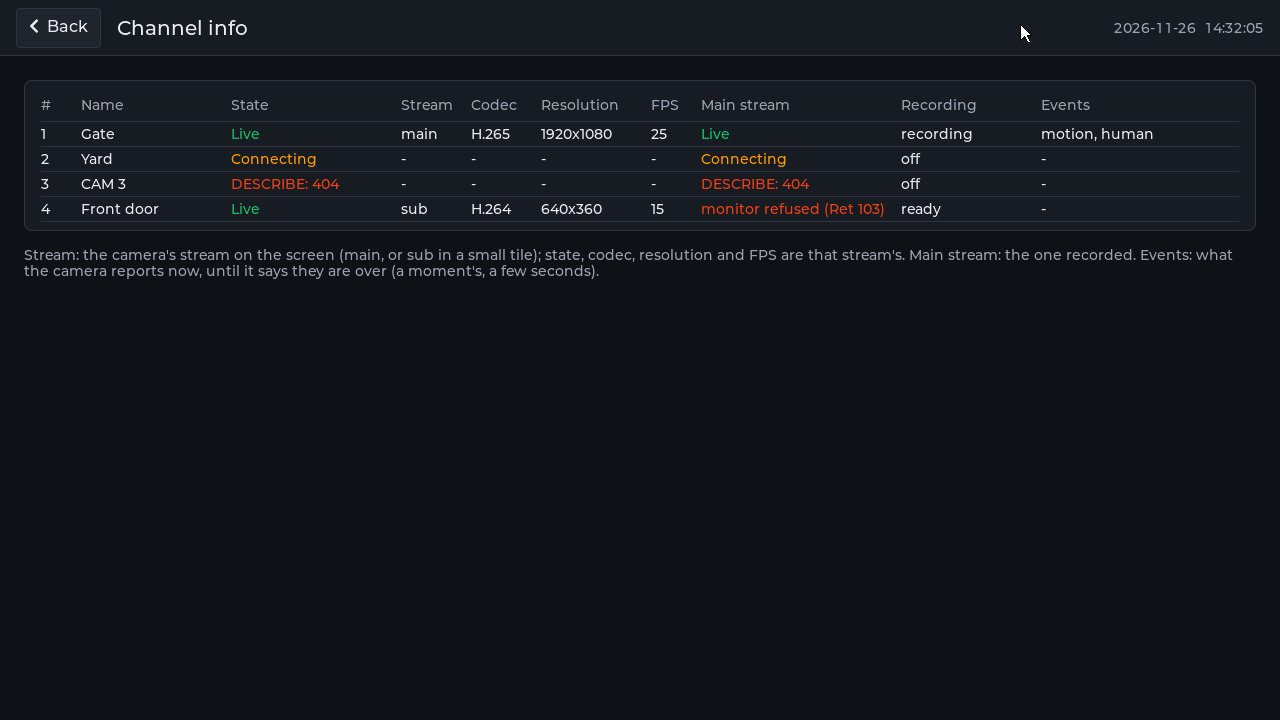 Back Channel info 2026-11-26 14:32:05
# Name State Stream Codec Resolution FPS Main stream Recording Events
1 Gate Live main H.265 1920x1080 25 Live recording motion, human
2 Yard Connecting - - - - Connecting off -
3 CAM 3 DESCRIBE: 404 - - - - DESCRIBE: 404 off -
4 Front door Live sub H.264 640x360 15 monitor refused (Ret 103) ready -
Stream: the camera's stream on the screen (main, or sub in a small tile); state, codec, resolution and FPS are that stream's. Main stream: the one recorded. Events: what
the camera reports now, until it says they are over (a moment's, a few seconds).